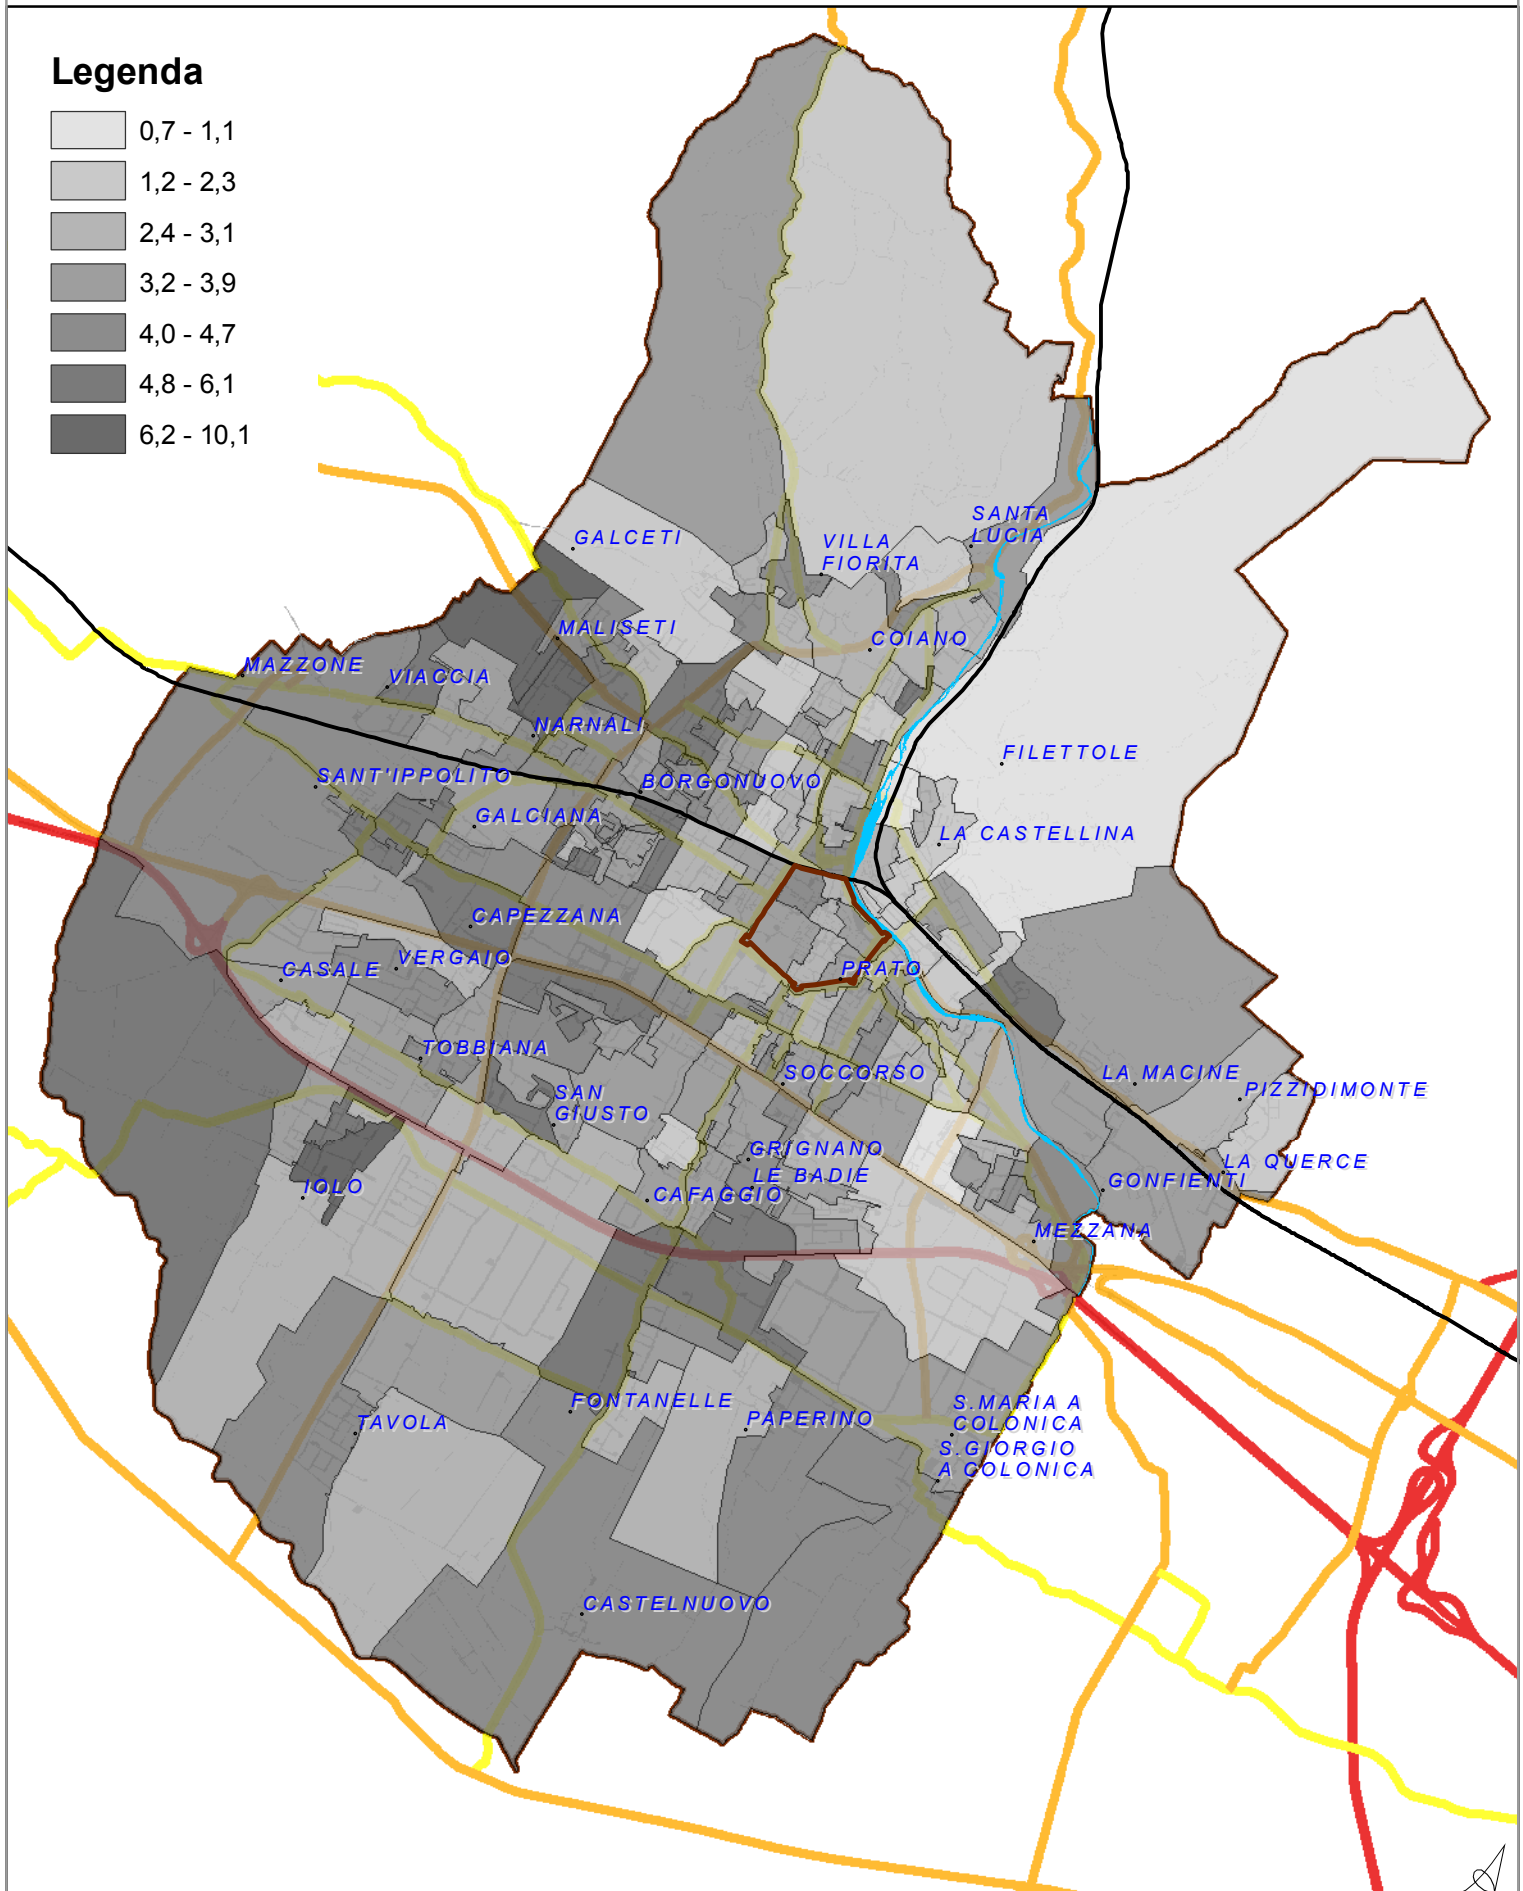 Legenda
0,7 - 1,1
1,2 - 2,3
2,4 - 3,1
3,2 - 3,9
4,0 - 4,7
4,8 - 6,1
6,2 - 10,1
GALCETI
VILLA
FIORITA
SANTA
LUCIA
MALISETI
COIANO
MAZZONE
VIACCIA
NARNALI
FILETTOLE
SANT'IPPOLITO
BORGONUOVO
GALCIANA
LA CASTELLINA
CAPEZZANA
VERGAIO
CASALE
PRATO
TOBBIANA
SOCCORSO
LA MACINE
PIZZIDIMONTE
SAN
GIUSTO
GRIGNANO
LE BADIE
LA QUERCE
IOLO
CAFAGGIO
GONFIENTI
MEZZANA
FONTANELLE
PAPERINO
S.MARIA A
COLONICA
TAVOLA
S.GIORGIO
A COLONICA
CASTELNUOVO